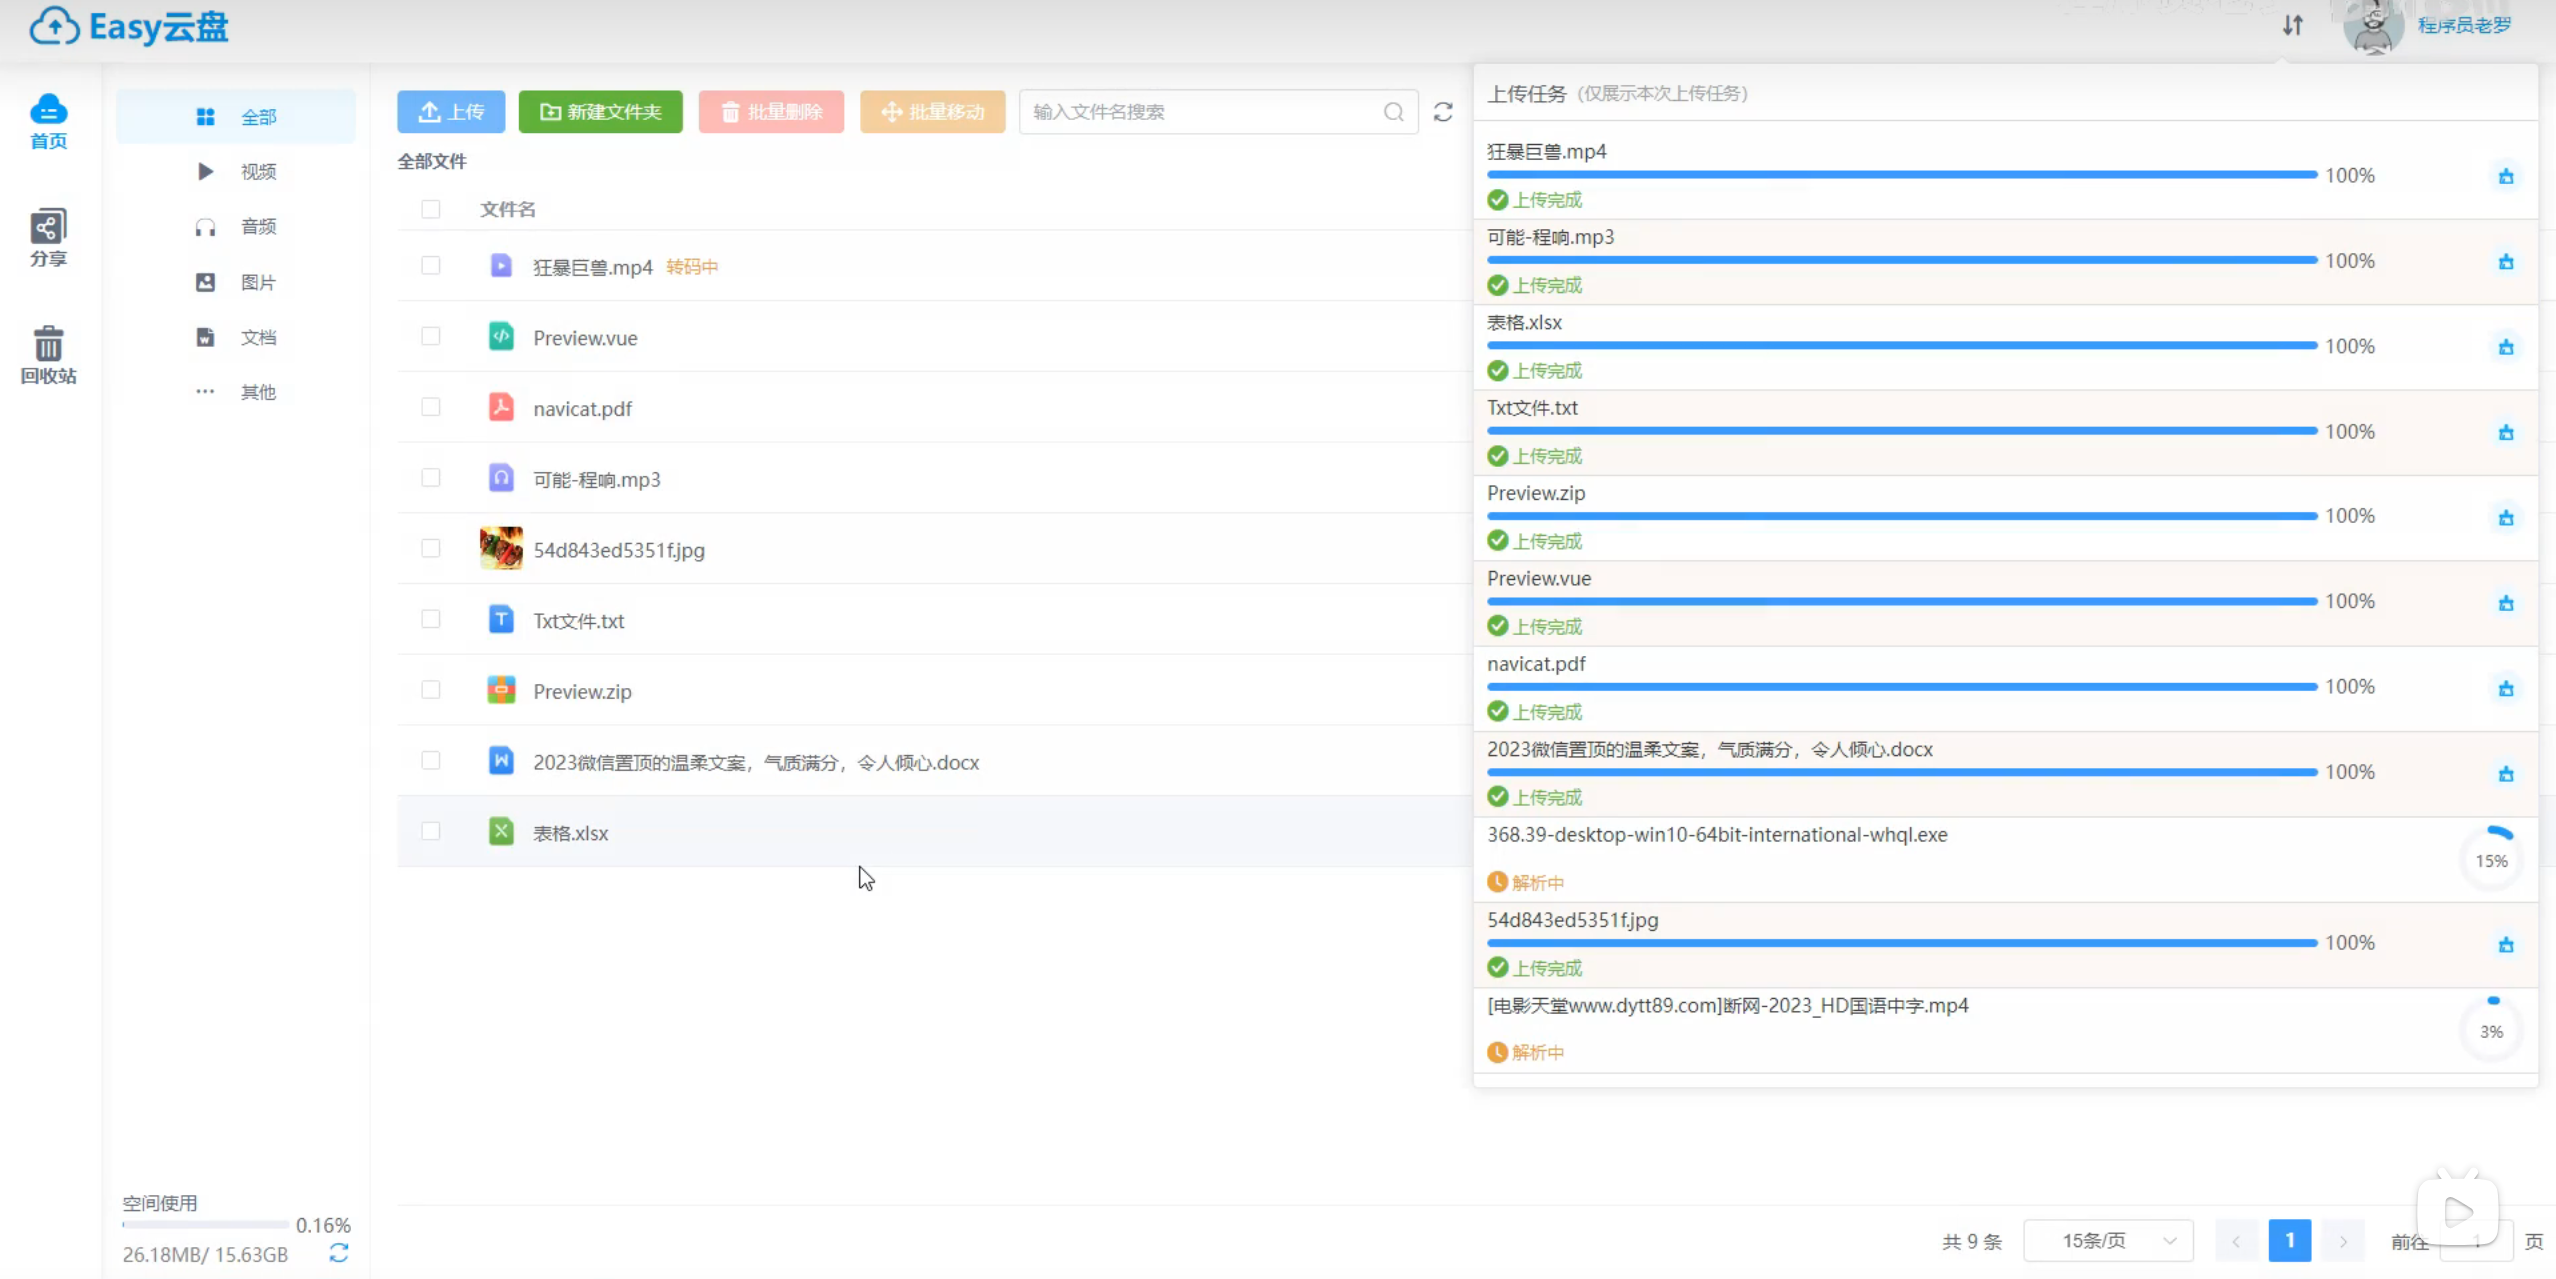 Easy云盘
程序员老罗
首页
分享
回收站
全部
视频
音频
图片
文档
其他
空间使用
0.16%
26.18MB/ 15.63GB
上传 新建文件夹 批量删除 批量移动 输入文件名搜索
全部文件
文件名
狂暴巨兽.mp4 转码中
Preview.vue
navicat.pdf
可能-程响.mp3
54d843ed5351f.jpg
Txt文件.txt
Preview.zip
2023微信置顶的温柔文案，气质满分，令人倾心.docx
表格.xlsx
上传任务（仅展示本次上传任务）
狂暴巨兽.mp4
100%
上传完成
可能-程响.mp3
100%
上传完成
表格.xlsx
100%
上传完成
Txt文件.txt
100%
上传完成
Preview.zip
100%
上传完成
Preview.vue
100%
上传完成
navicat.pdf
100%
上传完成
2023微信置顶的温柔文案，气质满分，令人倾心.docx
100%
上传完成
368.39-desktop-win10-64bit-international-whql.exe
15%
解析中
54d843ed5351f.jpg
100%
上传完成
[电影天堂www.dytt89.com]断网-2023_HD国语中字.mp4
3%
解析中
共 9 条 15条/页 1 前往 1 页